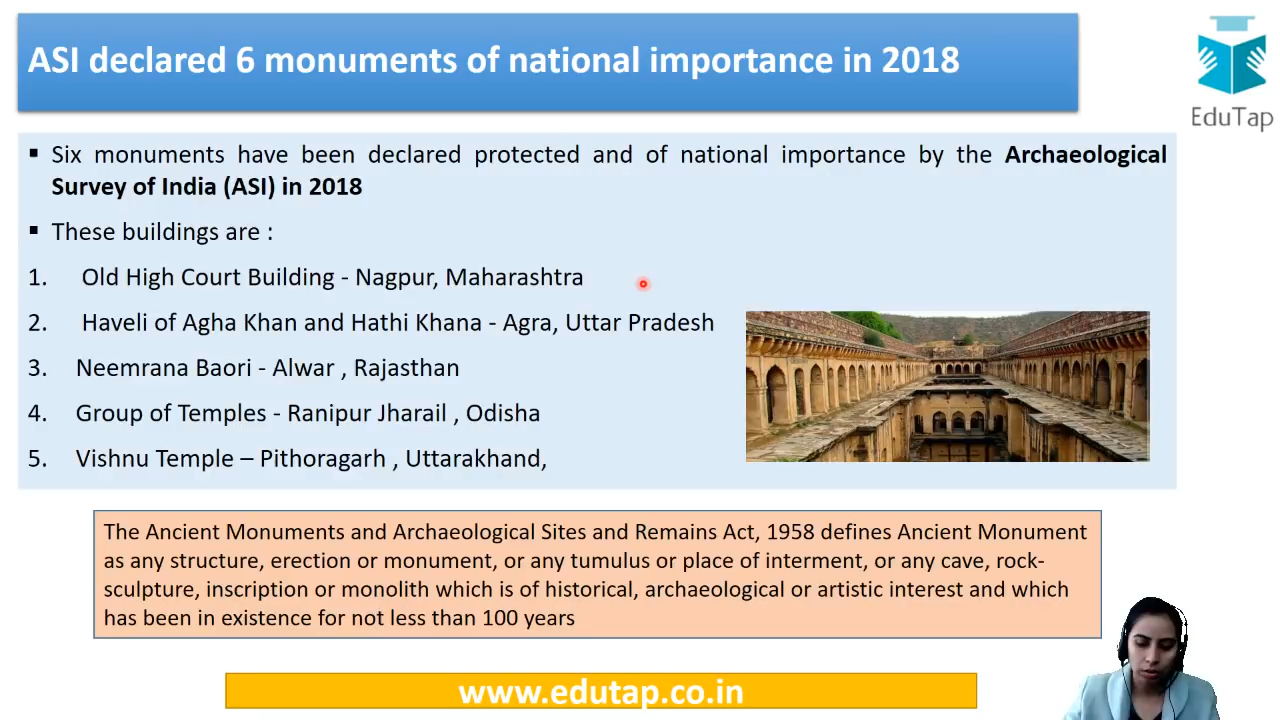 ASI declared 6 monuments of national importance in 2018
EduTap
▪ Six monuments have been declared protected and of national importance by the Archaeological
Survey of India (ASI) in 2018
▪ These buildings are :
1. Old High Court Building - Nagpur, Maharashtra
2. Haveli of Agha Khan and Hathi Khana - Agra, Uttar Pradesh
3. Neemrana Baori - Alwar , Rajasthan
4. Group of Temples - Ranipur Jharail , Odisha
5. Vishnu Temple – Pithoragarh , Uttarakhand,
The Ancient Monuments and Archaeological Sites and Remains Act, 1958 defines Ancient Monument
as any structure, erection or monument, or any tumulus or place of interment, or any cave, rock-
sculpture, inscription or monolith which is of historical, archaeological or artistic interest and which
has been in existence for not less than 100 years
www.edutap.co.in